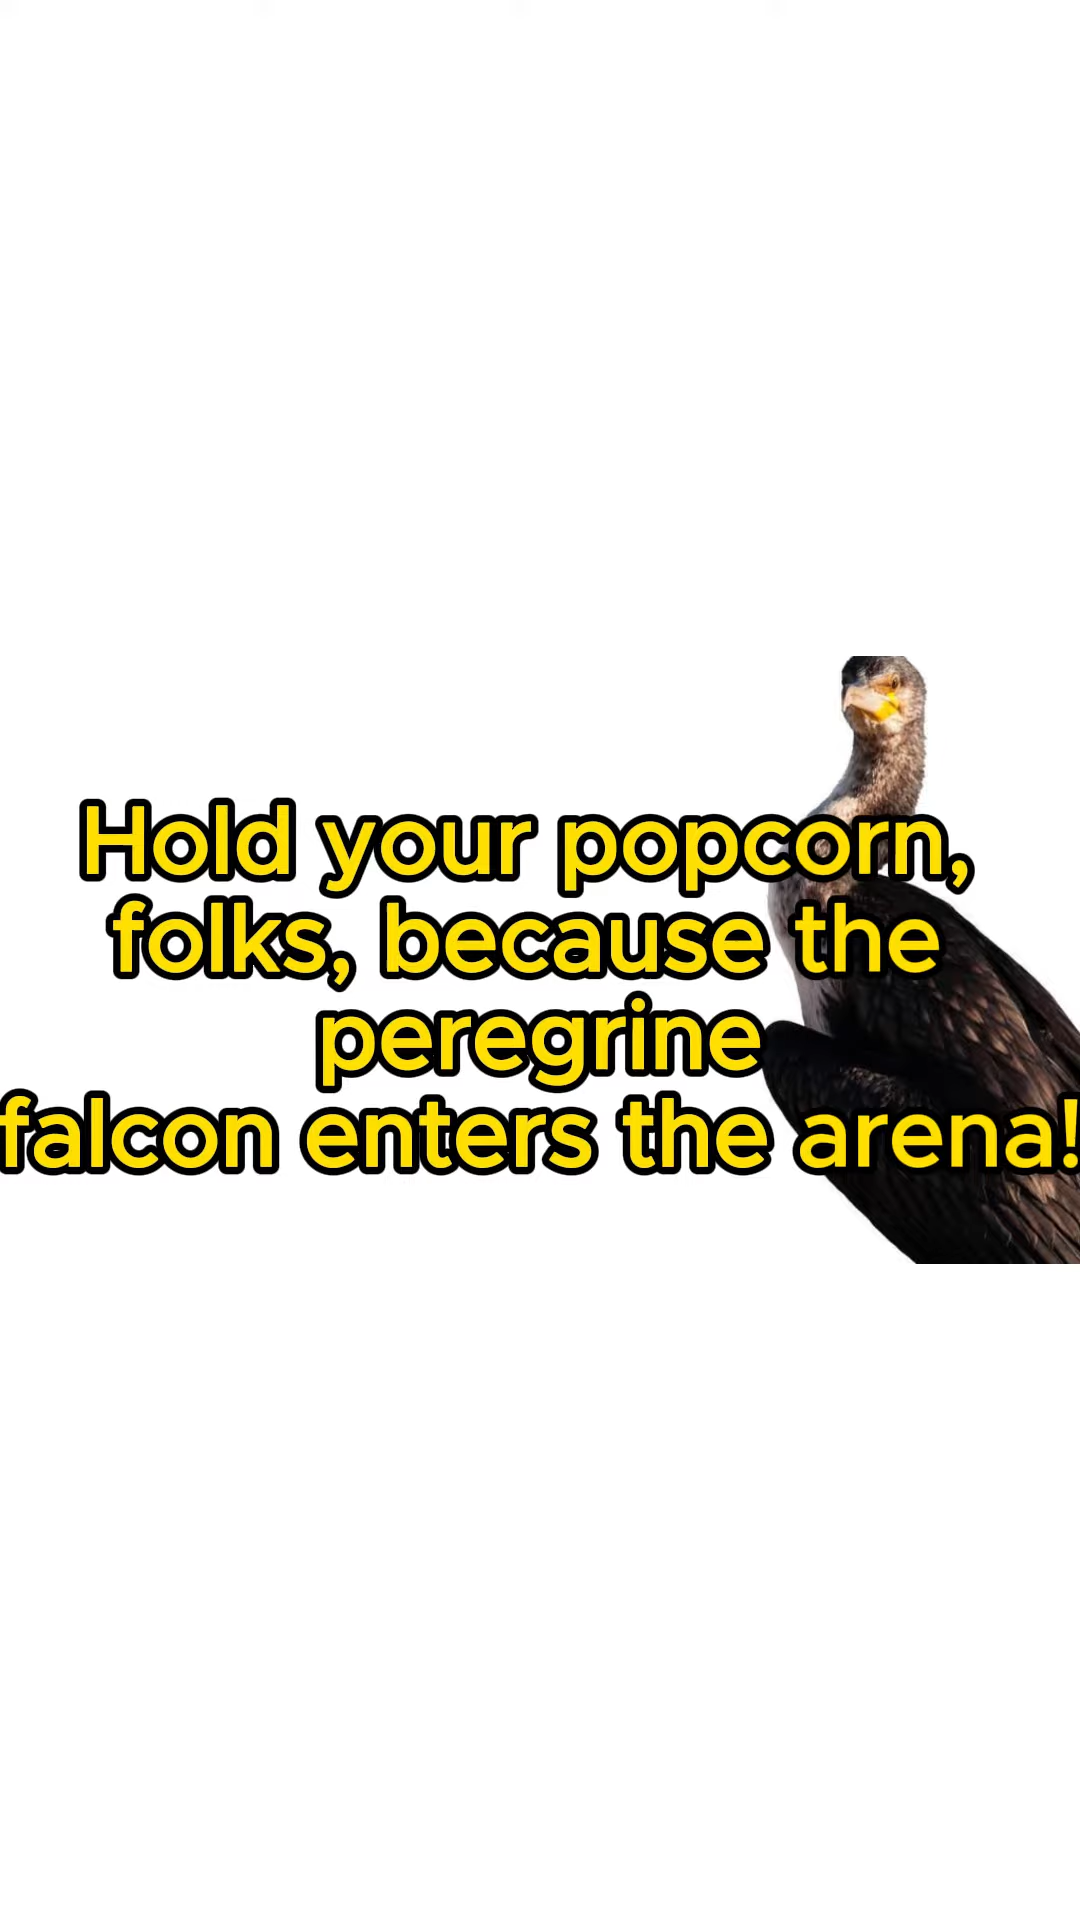 Hold your popcorn,
folks, because the
peregrine
falcon enters the arena!